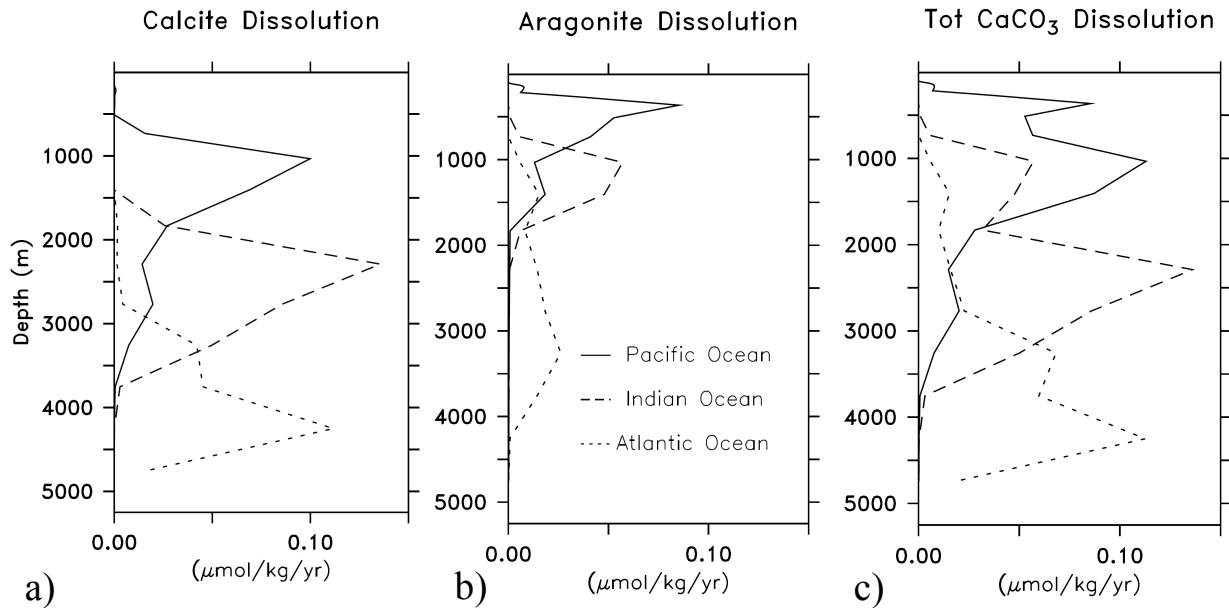 Calcite Dissolution
Aragonite Dissolution
Tot CaCO₃ Dissolution
Depth (m)
1000
2000
3000
4000
5000
0.00
0.10
(μmol/kg/yr)
a)
1000
2000
3000
4000
5000
Pacific Ocean
Indian Ocean
Atlantic Ocean
0.00
0.10
(μmol/kg/yr)
b)
1000
2000
3000
4000
5000
0.00
0.10
(μmol/kg/yr)
c)